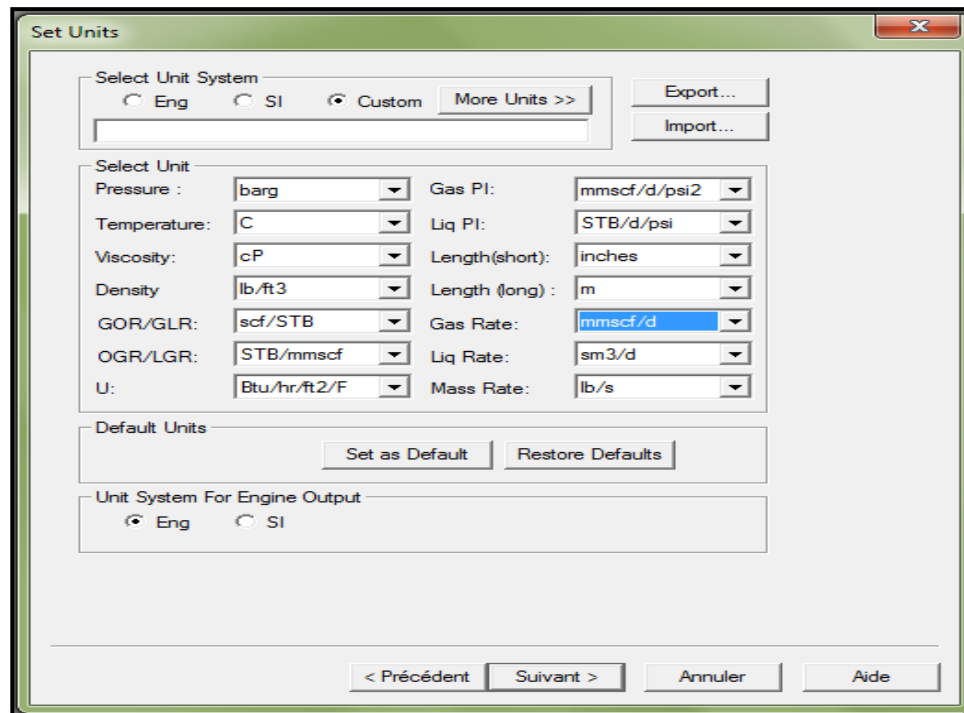 Set Units
Select Unit System
Eng SI Custom More Units >> Export...
Import...
Select Unit
Pressure : barg Gas PI: mmscf/d/psi2
Temperature: C Liq PI: STB/d/psi
Viscosity: cP Length(short): inches
Density lb/ft3 Length (long) : m
GOR/GLR: scf/STB Gas Rate: mmscf/d
OGR/LGR: STB/mmscf Liq Rate: sm3/d
U: Btu/hr/ft2/F Mass Rate: lb/s
Default Units
Set as Default Restore Defaults
Unit System For Engine Output
Eng SI
< Précédent Suivant > Annuler Aide